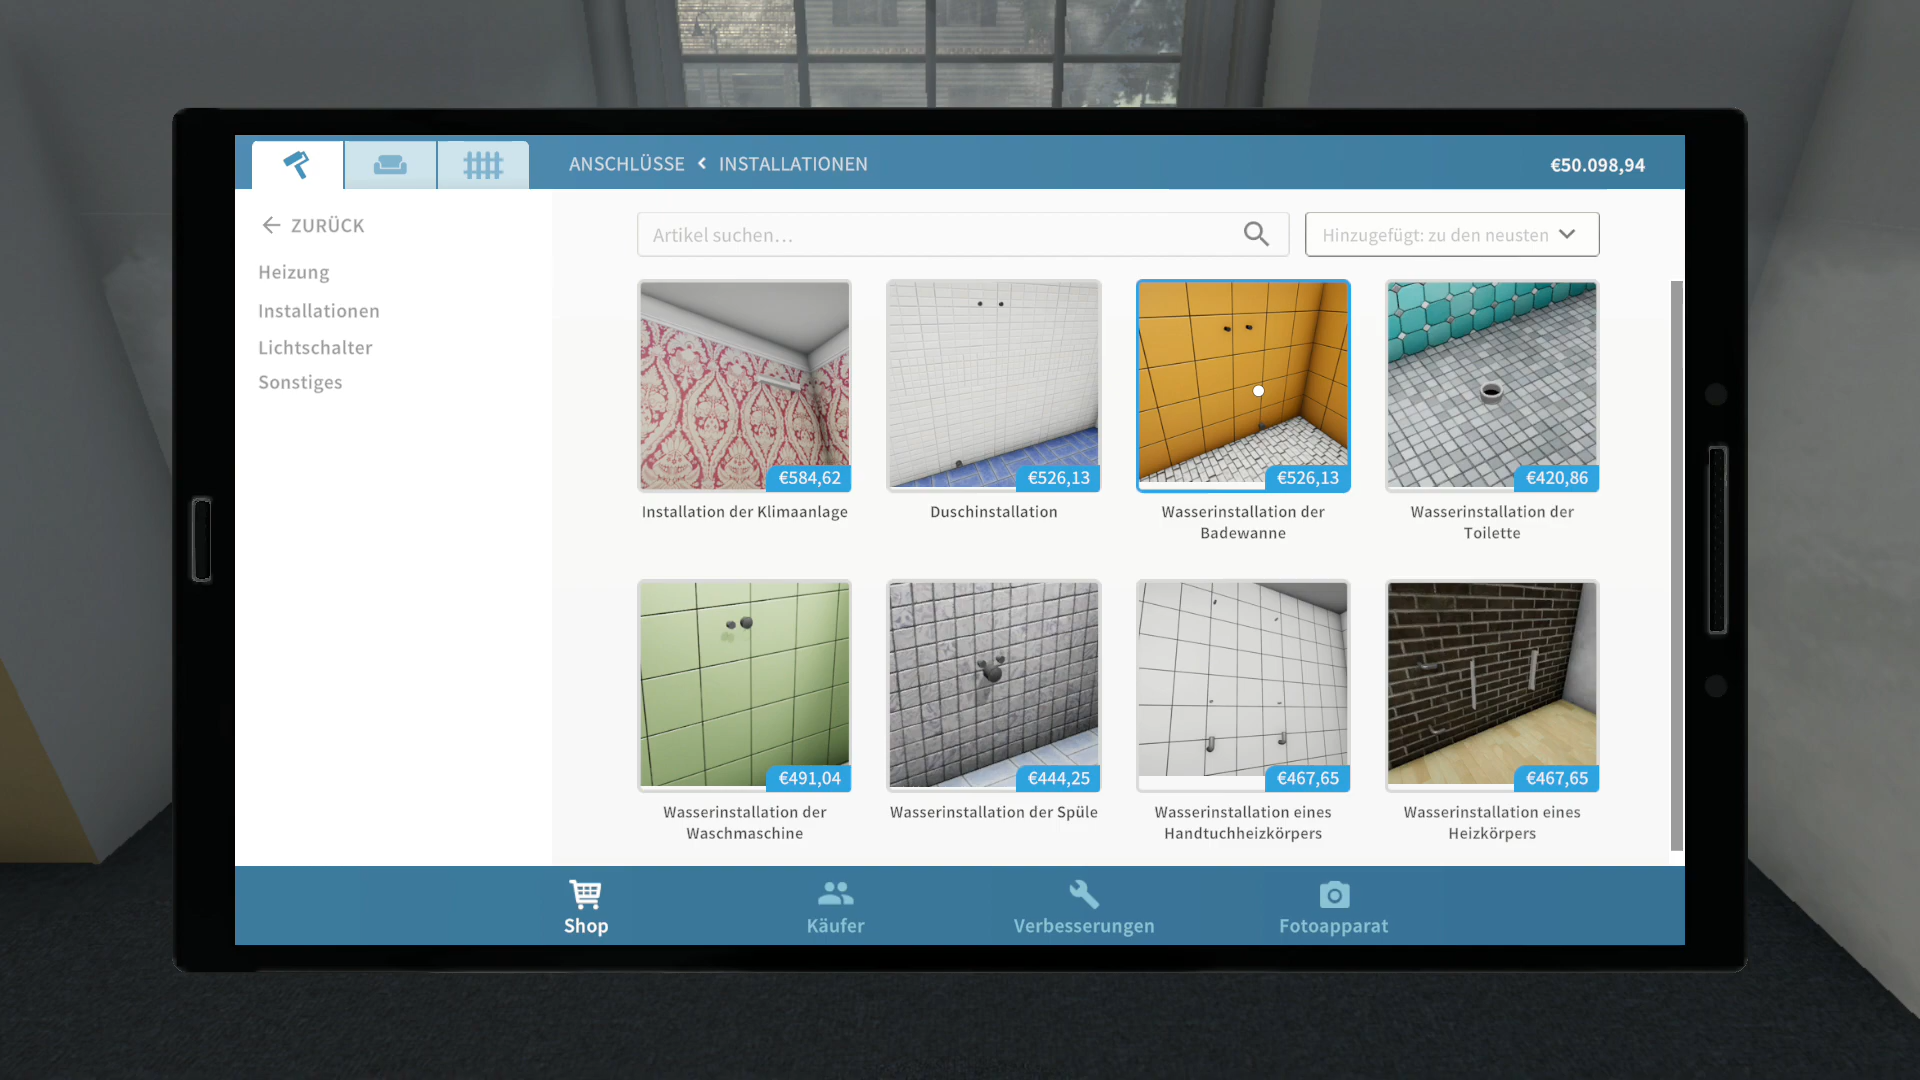 ANSCHLÜSSE < INSTALLATIONEN
€50.098,94
ZURÜCK
Heizung
Installationen
Lichtschalter
Sonstiges
Artikel suchen...
Hinzugefügt: zu den neusten
€584,62
Installation der Klimaanlage
€526,13
Duschinstallation
€526,13
Wasserinstallation der
Badewanne
€420,86
Wasserinstallation der
Toilette
€491,04
Wasserinstallation der
Waschmaschine
€444,25
Wasserinstallation der Spüle
€467,65
Wasserinstallation eines
Handtuchheizkörpers
€467,65
Wasserinstallation eines
Heizkörpers
Shop
Käufer
Verbesserungen
Fotoapparat